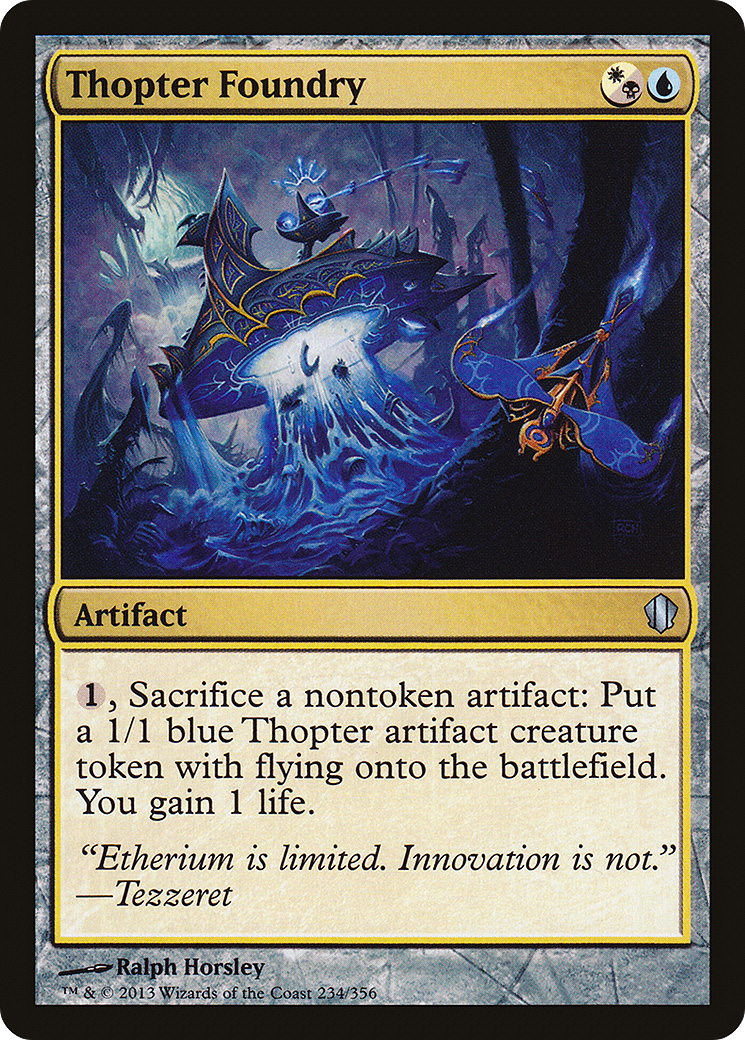 Thopter Foundry
Artifact
1, Sacrifice a nontoken artifact: Put
a 1/1 blue Thopter artifact creature
token with flying onto the battlefield.
You gain 1 life.
“Etherium is limited. Innovation is not.”
—Tezzeret
Ralph Horsley
™ & © 2013 Wizards of the Coast 234/356